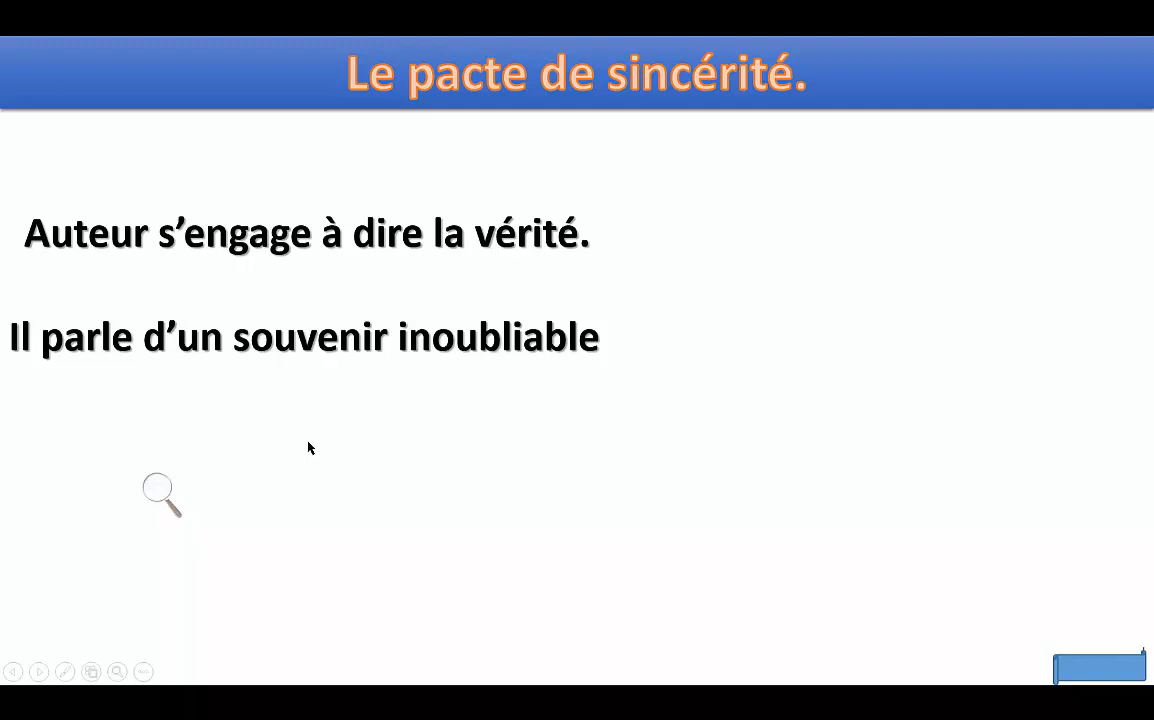 Le pacte de sincérité.
Auteur s’engage à dire la vérité.
Il parle d’un souvenir inoubliable